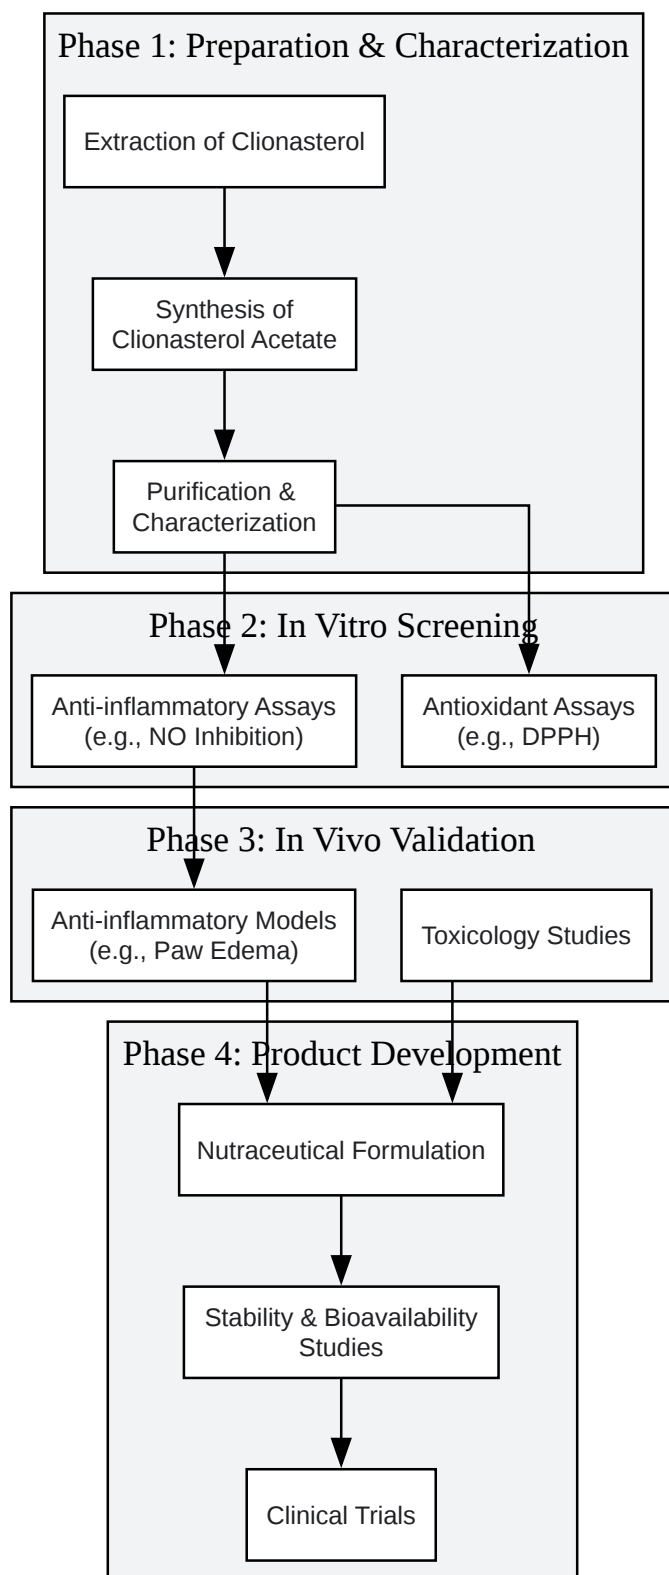 Phase 1: Preparation & Characterization
Extraction of Clionasterol
Synthesis of
Clionasterol Acetate
Purification &
Characterization
Phase 2: In Vitro Screening
Anti-inflammatory Assays
(e.g., NO Inhibition)
Antioxidant Assays
(e.g., DPPH)
Phase 3: In Vivo Validation
Anti-inflammatory Models
(e.g., Paw Edema)
Toxicology Studies
Phase 4: Product Development
Nutraceutical Formulation
Stability & Bioavailability
Studies
Clinical Trials